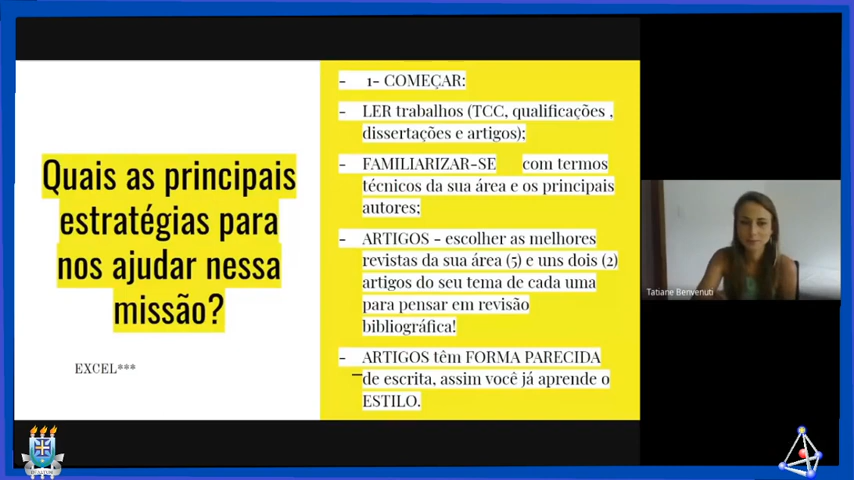 Quais as principais
estratégias para
nos ajudar nessa
missão?
EXCEL***
- 1- COMEÇAR:
- LER trabalhos (TCC, qualificações ,
dissertações e artigos);
- FAMILIARIZAR-SE com termos
técnicos da sua área e os principais
autores;
- ARTIGOS - escolher as melhores
revistas da sua área (5) e uns dois (2)
artigos do seu tema de cada uma
para pensar em revisão
bibliográfica!
- ARTIGOS têm FORMA PARECIDA
de escrita, assim você já aprende o
ESTILO.
Tatiane Benvenuti